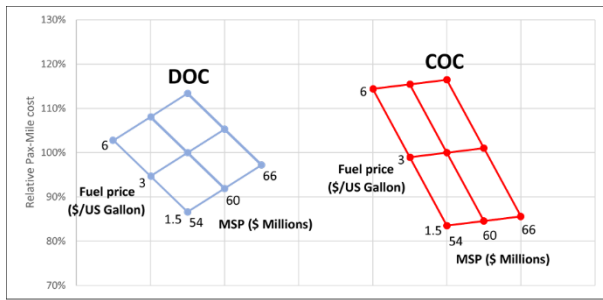 130%
120%
110%
100%
90%
80%
70%
Relative Pax-Mile cost
DOC
6
3
1.5
54
60
66
Fuel price
($/US Gallon)
MSP ($ Millions)
COC
6
3
1.5
54
60
66
Fuel price
($/US Gallon)
MSP ($ Millions)